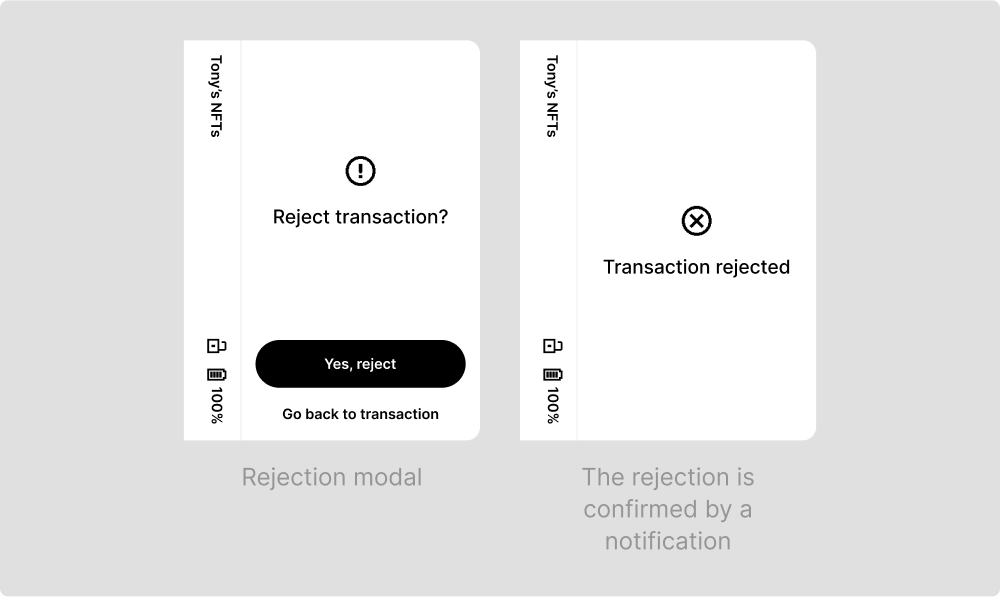 Tony's NFTs
Reject transaction?
Yes, reject
Go back to transaction
100%
Rejection modal
Tony's NFTs
Transaction rejected
100%
The rejection is
confirmed by a
notification